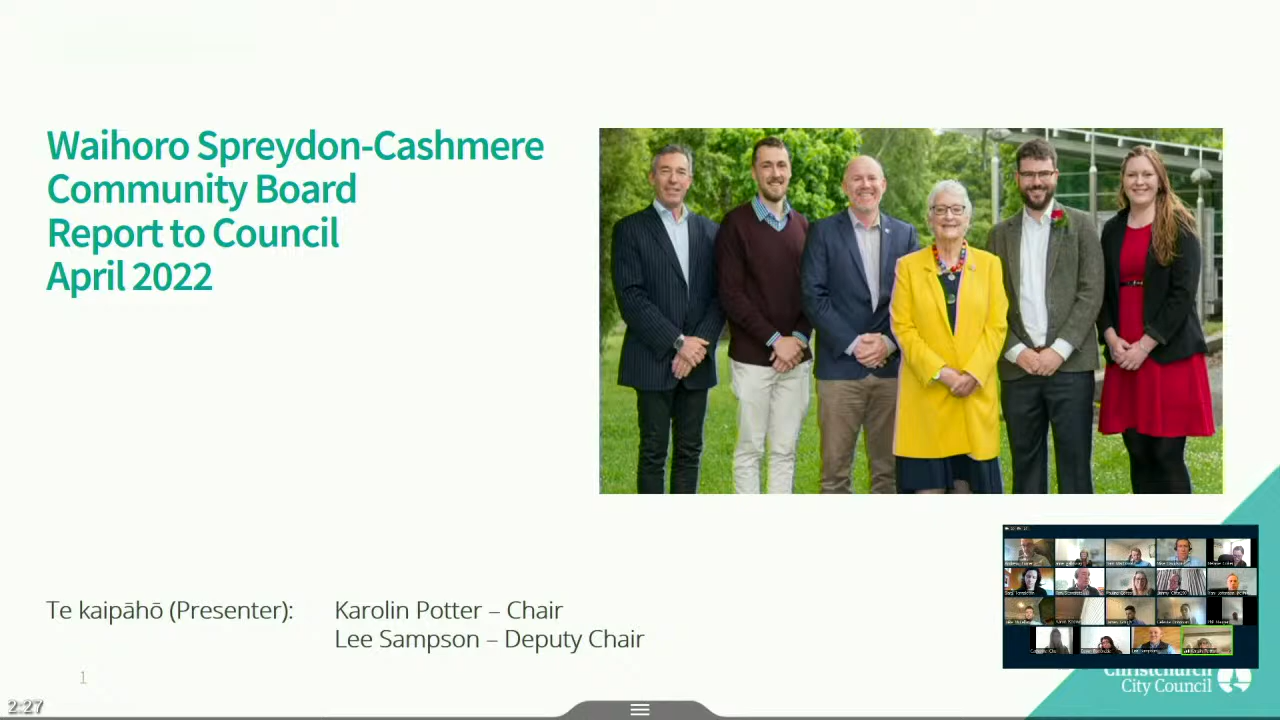 Waihoro Spreydon-Cashmere
Community Board
Report to Council
April 2022
Te kaipāhō (Presenter):
Karolin Potter – Chair
Lee Sampson – Deputy Chair
1
Christchurch
City Council
2:27